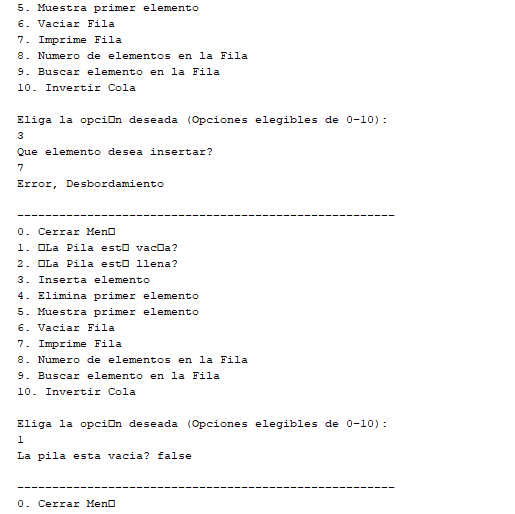 5. Muestra primer elemento
6. Vaciar Fila
7. Imprime Fila
8. Numero de elementos en la Fila
9. Buscar elemento en la Fila
10. Invertir Cola
Eliga la opci□n deseada (Opciones elegibles de 0-10):
3
Que elemento desea insertar?
7
Error, Desbordamiento
------------------------------------------------------
0. Cerrar Men□
1. □La Pila est□ vac□a?
2. □La Pila est□ llena?
3. Inserta elemento
4. Elimina primer elemento
5. Muestra primer elemento
6. Vaciar Fila
7. Imprime Fila
8. Numero de elementos en la Fila
9. Buscar elemento en la Fila
10. Invertir Cola
Eliga la opci□n deseada (Opciones elegibles de 0-10):
1
La pila esta vacia? false
------------------------------------------------------
0. Cerrar Men□